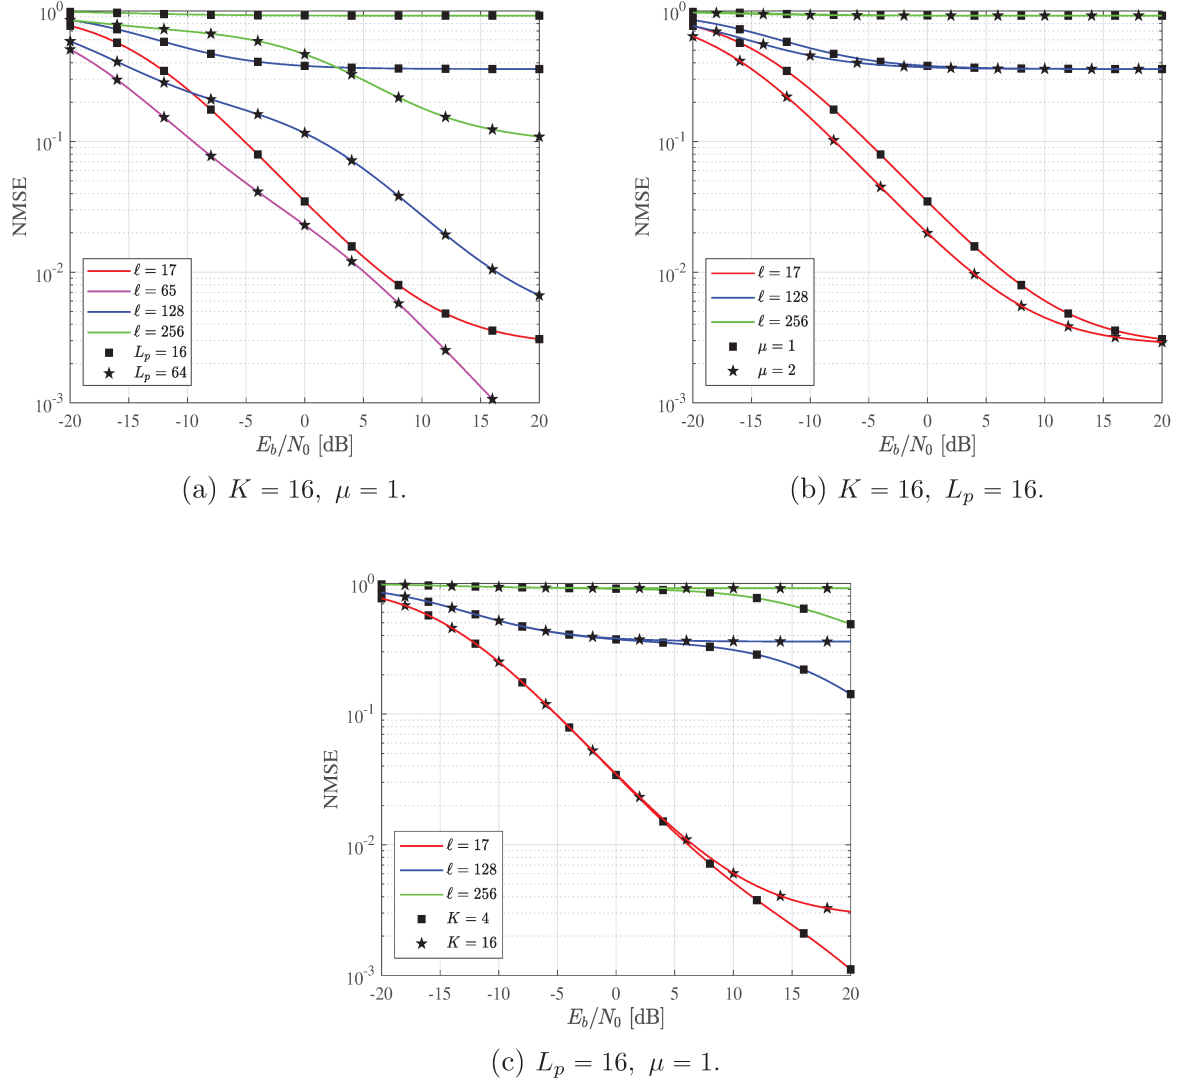 10^0
10^-1
10^-2
10^-3
NMSE
ℓ = 17
ℓ = 65
ℓ = 128
ℓ = 256
L_p = 16
L_p = 64
-20 -15 -10 -5 0 5 10 15 20
E_b/N_0 [dB]
(a) K = 16, μ = 1.
10^0
10^-1
10^-2
10^-3
NMSE
ℓ = 17
ℓ = 128
ℓ = 256
μ = 1
μ = 2
-20 -15 -10 -5 0 5 10 15 20
E_b/N_0 [dB]
(b) K = 16, L_p = 16.
10^0
10^-1
10^-2
10^-3
NMSE
ℓ = 17
ℓ = 128
ℓ = 256
K = 4
K = 16
-20 -15 -10 -5 0 5 10 15 20
E_b/N_0 [dB]
(c) L_p = 16, μ = 1.